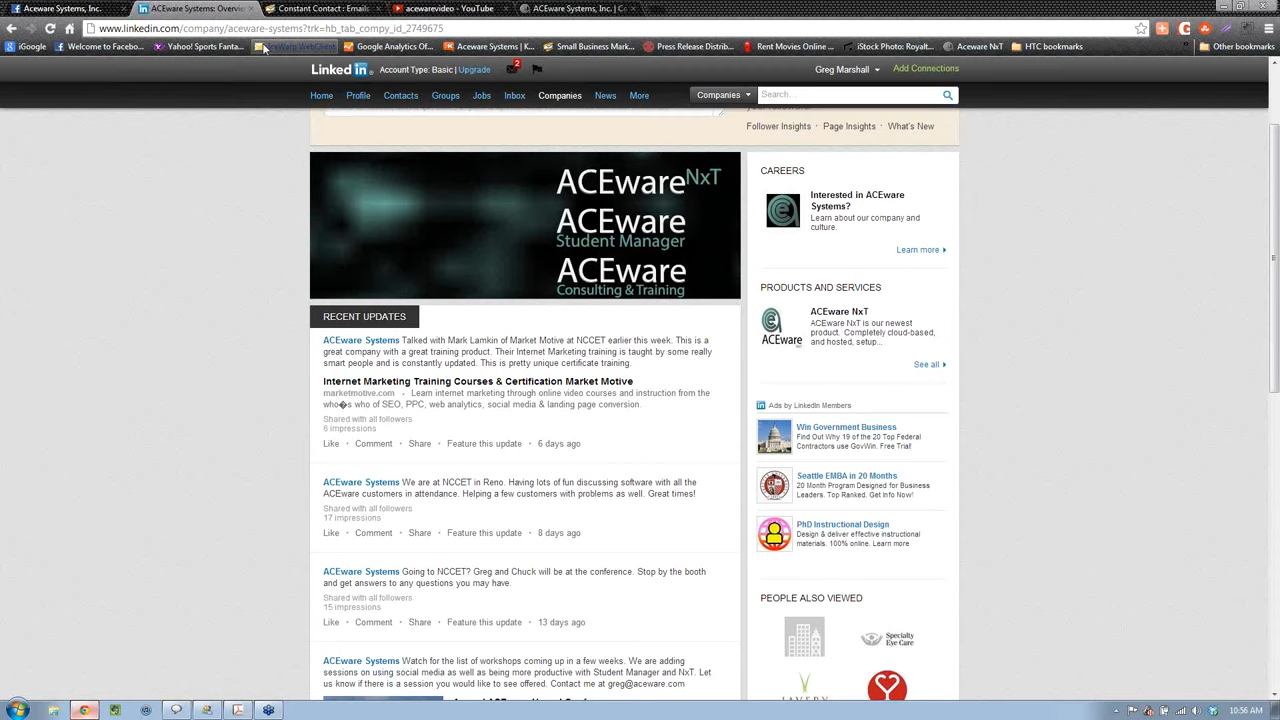 Aceware Systems, Inc.
ACEware Systems: Overvie
Constant Contact : Emails
acewarevideo - YouTube
ACEware Systems, Inc. | C
www.linkedin.com/company/aceware-systems?trk=hb_tab_compy_id_2749675
iGoogle
Welcome to Facebo...
Yahoo! Sports Fanta...
Google Analytics Of...
Aceware Systems | K...
Small Business Mark...
Press Release Distrib...
Rent Movies Online ...
iStock Photo: Royalt...
Aceware NxT
HTC bookmarks
Other bookmarks
Linked in
Account Type: Basic | Upgrade
2
Greg Marshall
Add Connections
Home
Profile
Contacts
Groups
Jobs
Inbox
Companies
News
More
Companies
Search...
Follower Insights · Page Insights · What's New
ACEware NxT
ACEware
Student Manager
ACEware
Consulting & Training
RECENT UPDATES
ACEware Systems Talked with Mark Lamkin of Market Motive at NCCET earlier this week. This is a
great company with a great training product. Their Internet Marketing training is taught by some really
smart people and is constantly updated. This is pretty unique certificate training.
Internet Marketing Training Courses & Certification Market Motive
marketmotive.com · Learn internet marketing through online video courses and instruction from the
who�s who of SEO, PPC, web analytics, social media & landing page conversion.
Shared with all followers
6 impressions
Like · Comment · Share · Feature this update · 6 days ago
ACEware Systems We are at NCCET in Reno. Having lots of fun discussing software with all the
ACEware customers in attendance. Helping a few customers with problems as well. Great times!
Shared with all followers
17 impressions
Like · Comment · Share · Feature this update · 8 days ago
ACEware Systems Going to NCCET? Greg and Chuck will be at the conference. Stop by the booth
and get answers to any questions you may have.
Shared with all followers
15 impressions
Like · Comment · Share · Feature this update · 13 days ago
ACEware Systems Watch for the list of workshops coming up in a few weeks. We are adding
sessions on using social media as well as being more productive with Student Manager and NxT. Let
us know if there is a session you would like to see offered. Contact me at greg@aceware.com
CAREERS
Interested in ACEware
Systems?
Learn about our company and
culture.
Learn more
PRODUCTS AND SERVICES
ACEware
ACEware NxT
ACEware NxT is our newest
product. Completely cloud-based,
and hosted, setup...
See all
in Ads by LinkedIn Members
Win Government Business
Find Out Why 19 of the 20 Top Federal
Contractors use GovWin. Free Trial!
Seattle EMBA in 20 Months
20 Month Program Designed for Business
Leaders. Top Ranked. Get Info Now!
PhD Instructional Design
Design & deliver effective instructional
materials. 100% online. Learn more
PEOPLE ALSO VIEWED
Specialty
Eye Care
10:56 AM